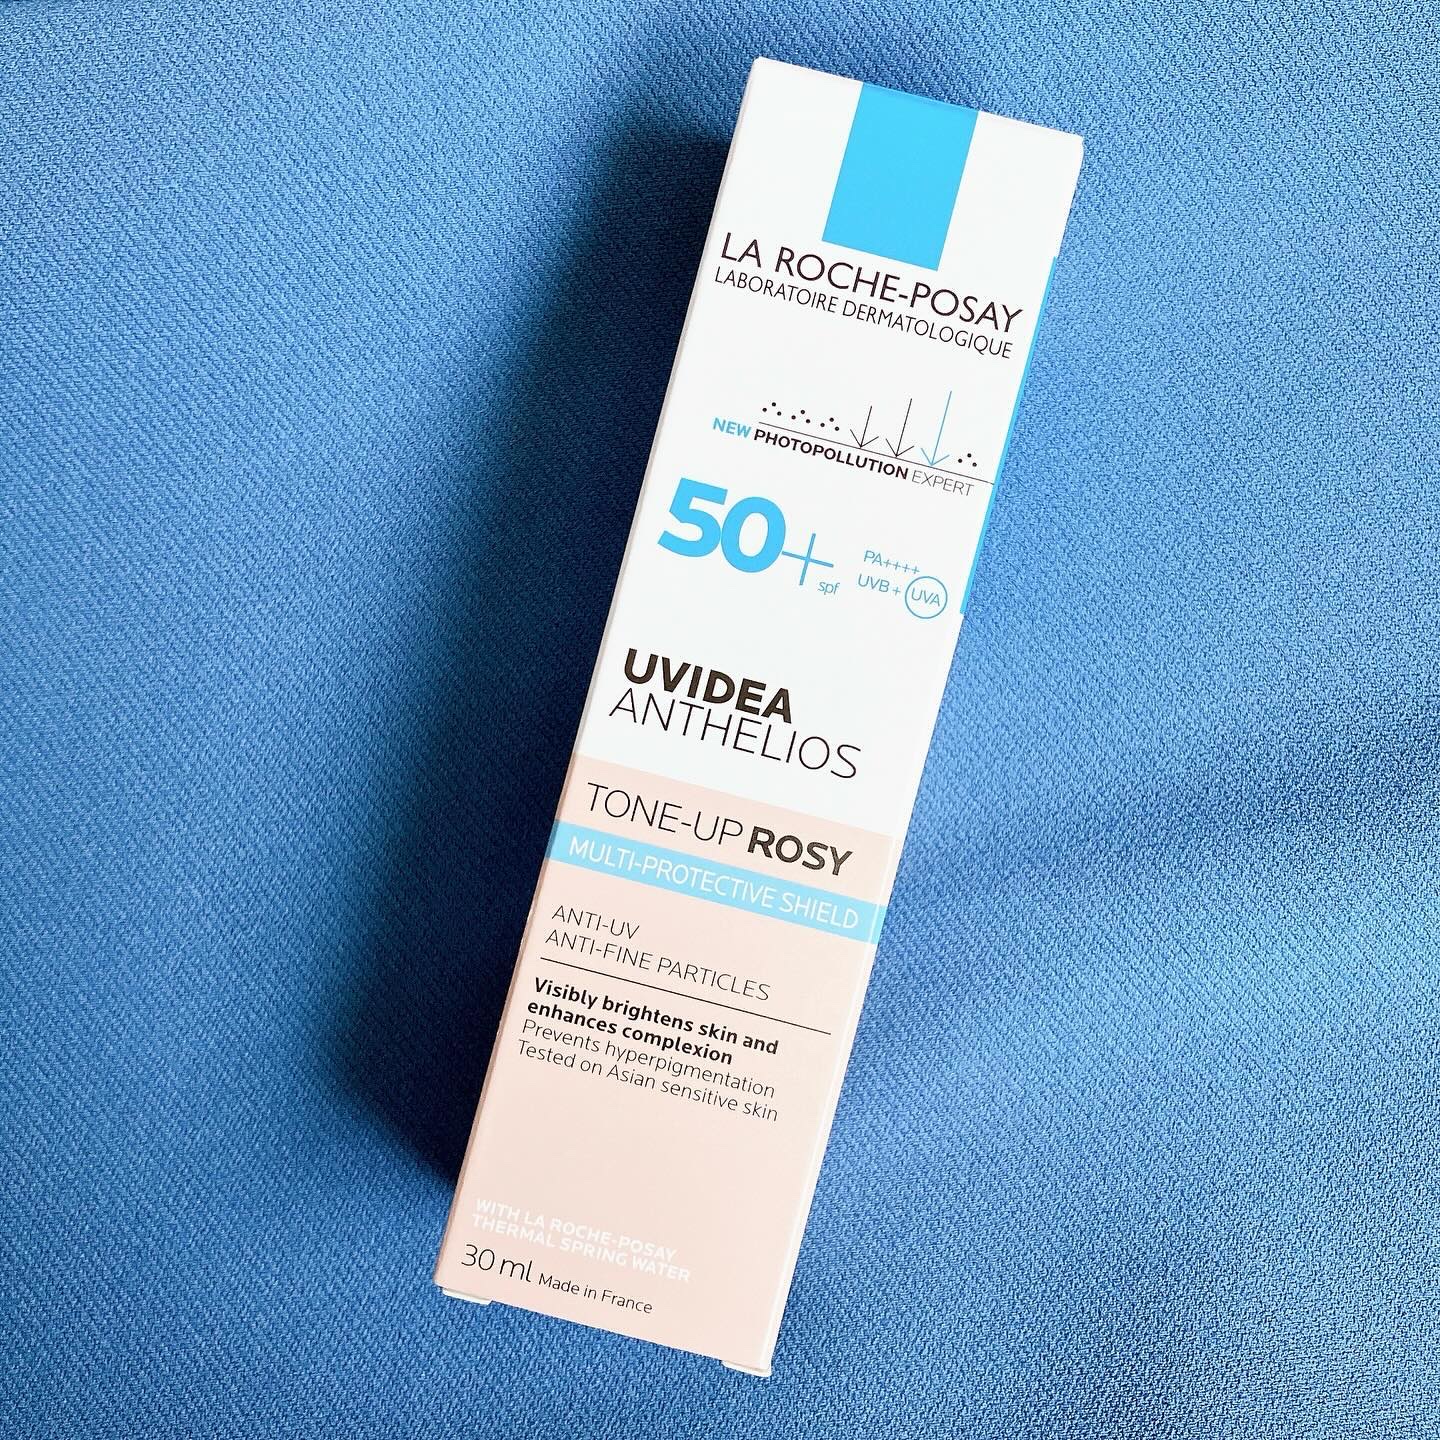 LA ROCHE-POSAY
LABORATOIRE DERMATOLOGIQUE
NEW PHOTOPOLLUTION EXPERT
50+ spf
PA++++
UVB + UVA
UVIDEA
ANTHELIOS
TONE-UP ROSY
MULTI-PROTECTIVE SHIELD
ANTI-UV
ANTI-FINE PARTICLES
Visibly brightens skin and
enhances complexion
Prevents hyperpigmentation
Tested on Asian sensitive skin
WITH LA ROCHE-POSAY
THERMAL SPRING WATER
30 ml Made in France